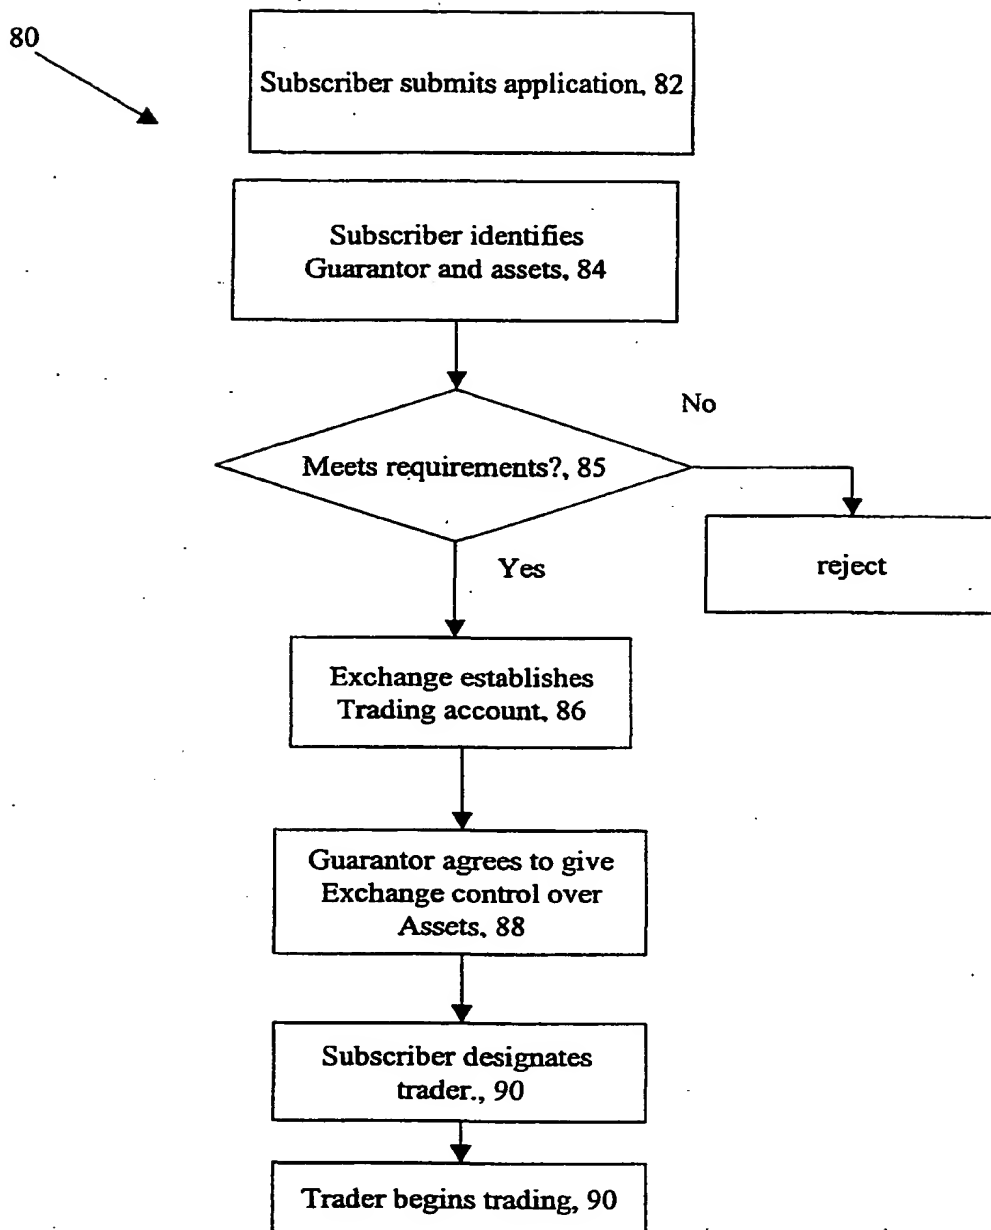 80
Subscriber submits application, 82
Subscriber identifies
Guarantor and assets, 84
No
Meets requirements?, 85
reject
Yes
Exchange establishes
Trading account, 86
Guarantor agrees to give
Exchange control over
Assets, 88
Subscriber designates
trader., 90
Trader begins trading, 90